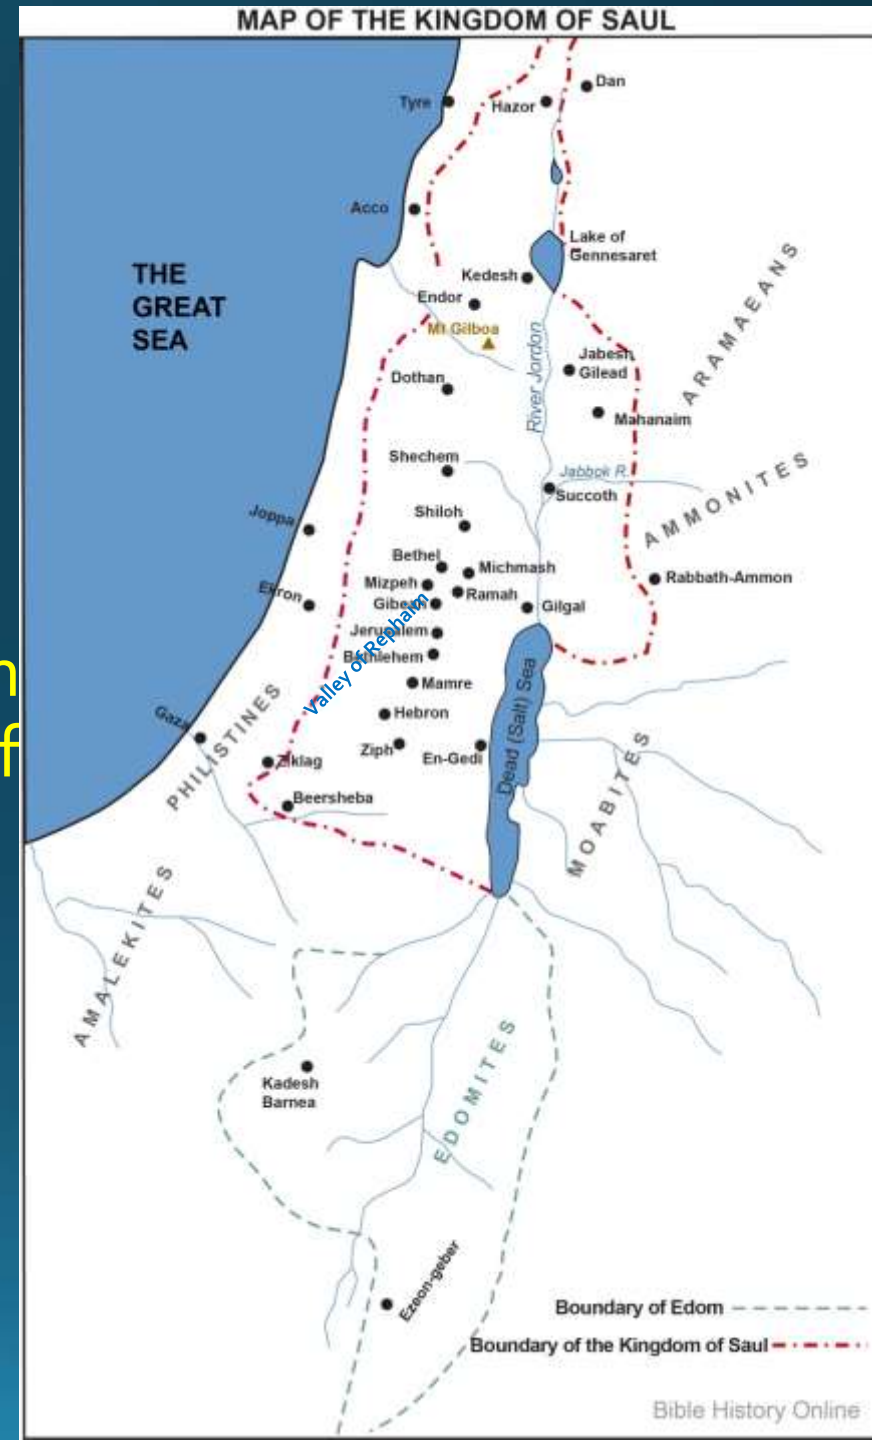 MAP OF THE KINGDOM OF SAUL
Dan
Tyre
Hazor
Acco
Lake of
Gennesaret
THE
GREAT
SEA
Kedesh
Endor
Mt Gilboa
ARAMAEANS
River Jordon
Jabesh
Gilead
Dothan
Mahanaim
Shechem
Jabbok R.
Succoth
AMMONITES
Shiloh
Joppa
Bethel
Michmash
Mizpeh
Ramah
Rabbath-Ammon
Ekron
Gibeah
Gilgal
Jerusalem
Bethlehem
Valley of Rephaim
Mamre
Dead (Salt) Sea
n
f
Hebron
Gaza
PHILISTINES
Ziph
En-Gedi
Ziklag
MOABITES
Beersheba
AMALEKITES
EDOMITES
Kadesh
Barnea
Ezeon-geber
Boundary of Edom
Boundary of the Kingdom of Saul
Bible History Online